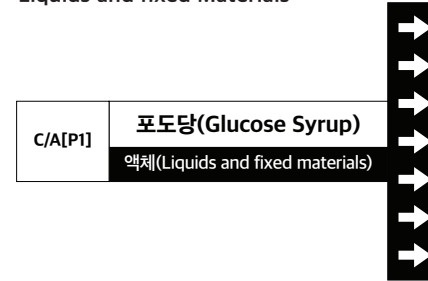 Liquids and fixed Materials
C/A[P1]
포도당(Glucose Syrup)
액체(Liquids and fixed materials)